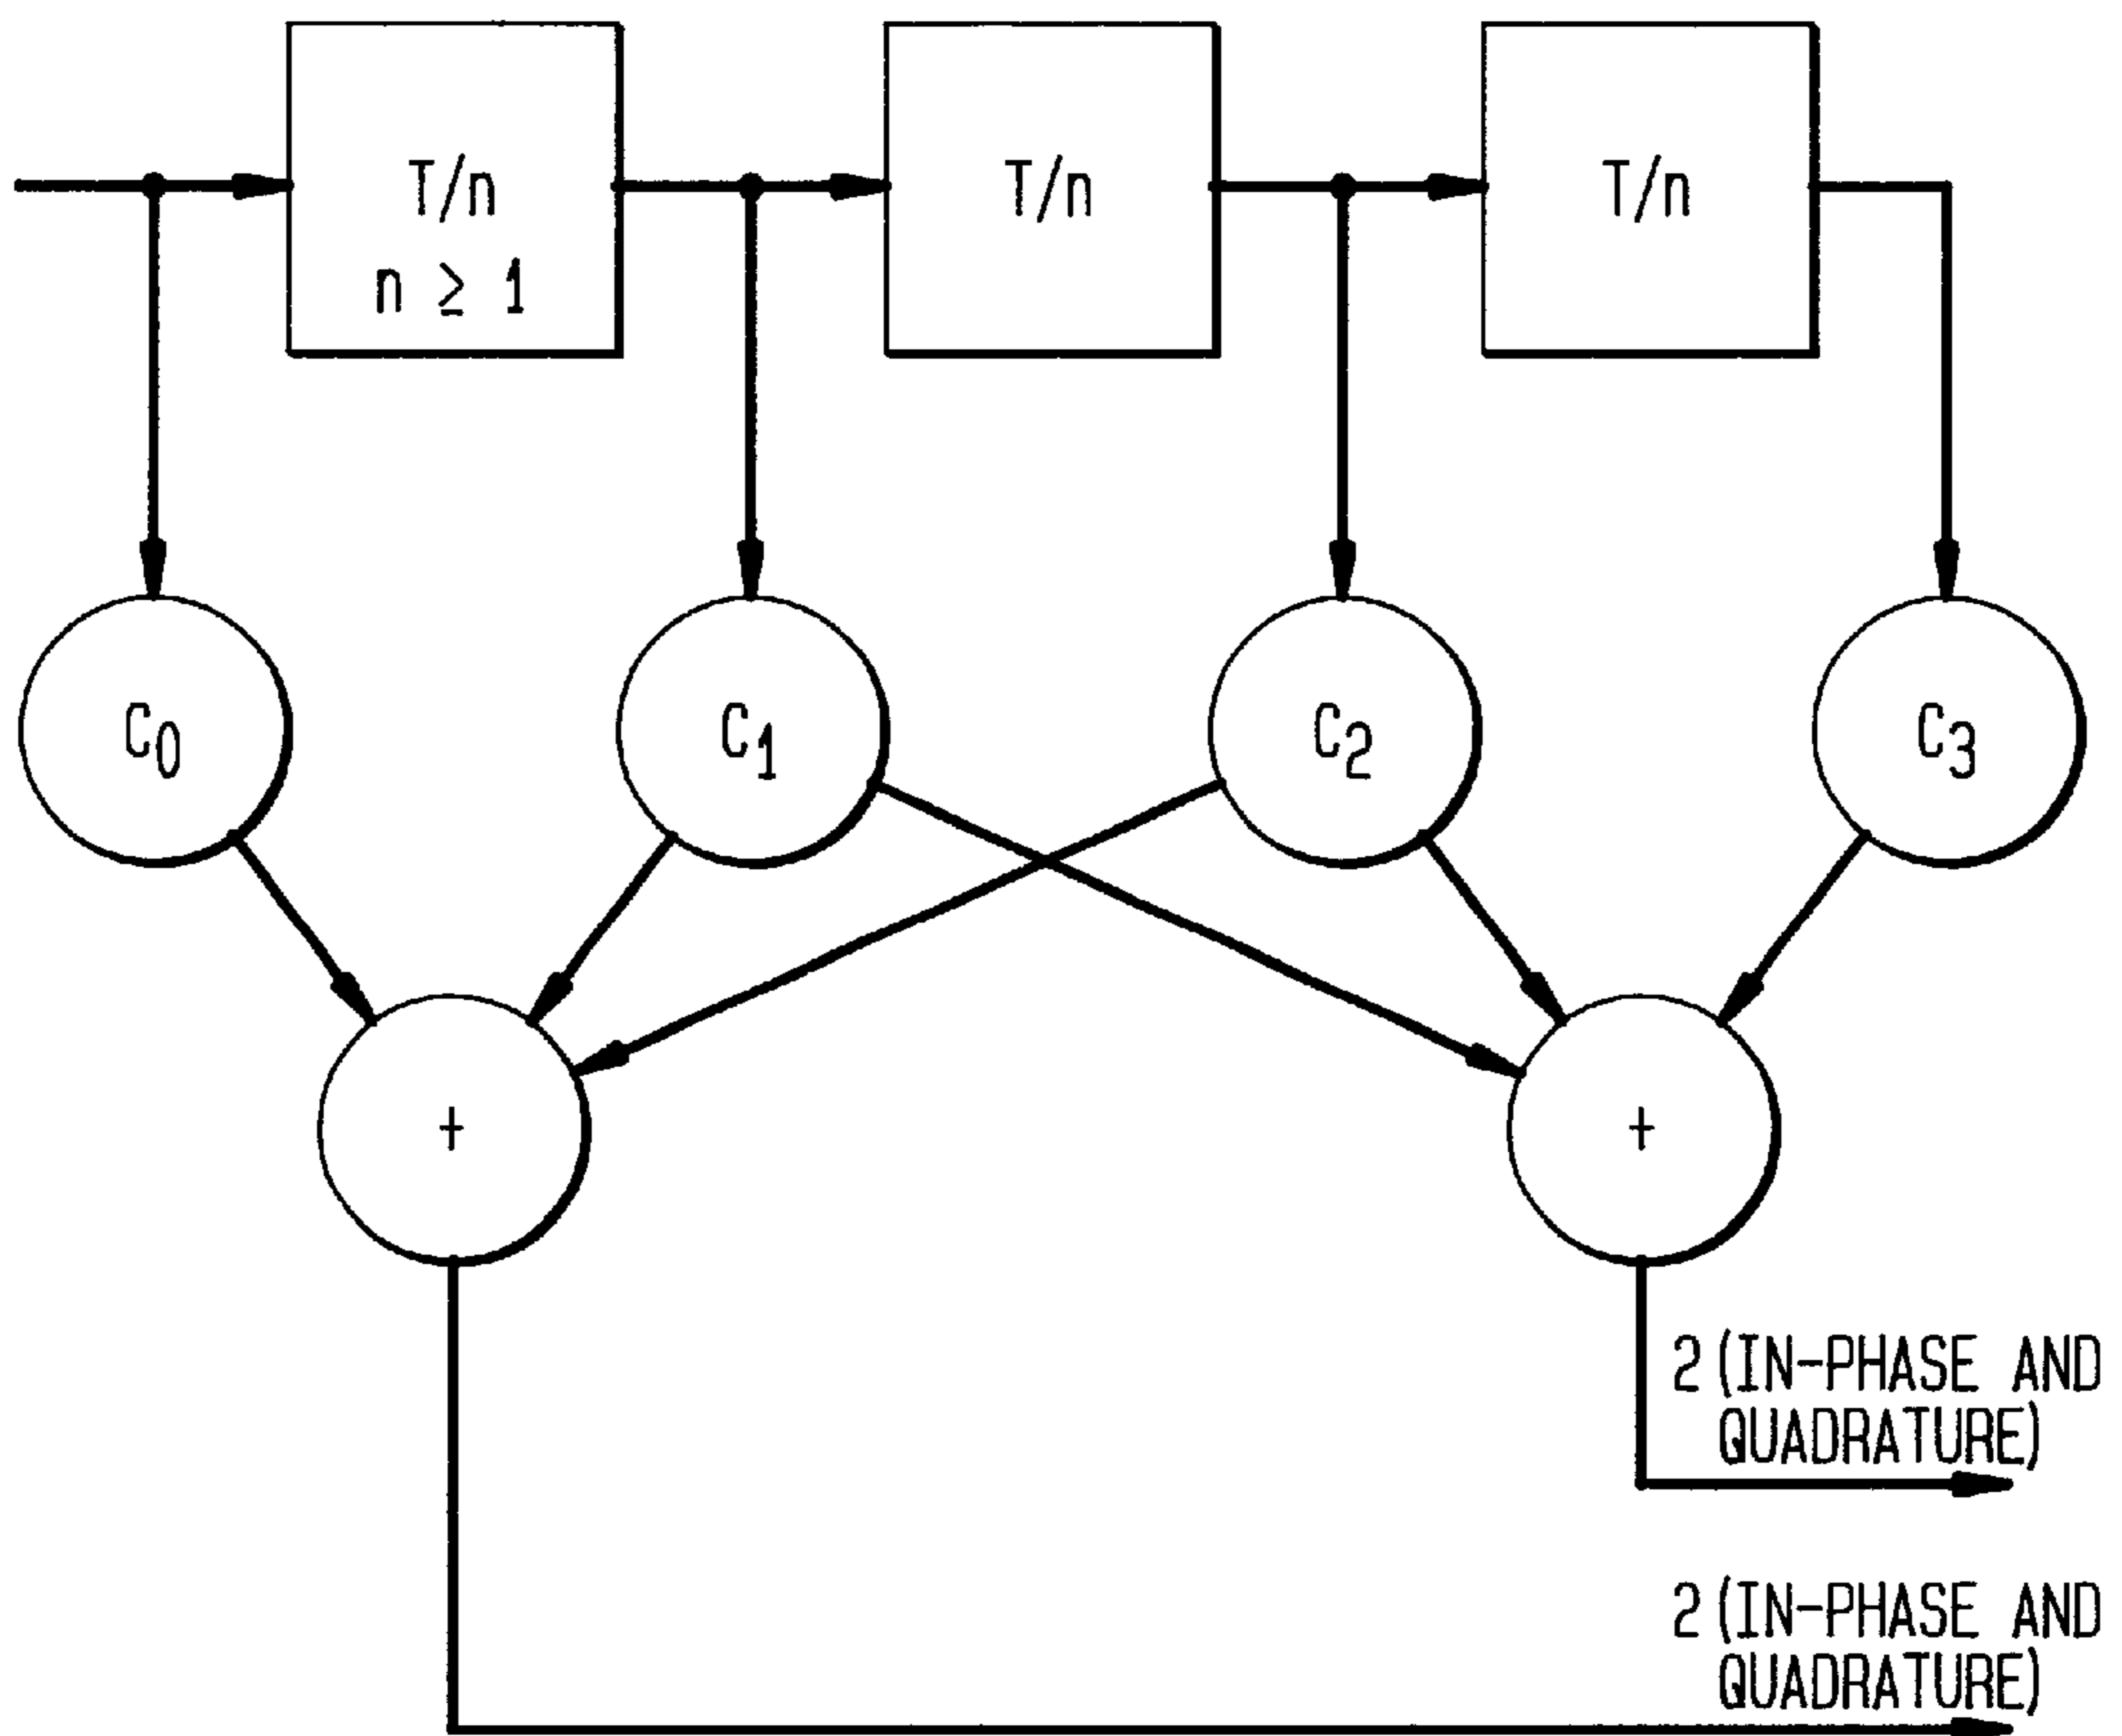 T/n
n ≥ 1
T/n
T/n
C0
C1
C2
C3
+
+
2 (IN-PHASE AND
QUADRATURE)
2 (IN-PHASE AND
QUADRATURE)